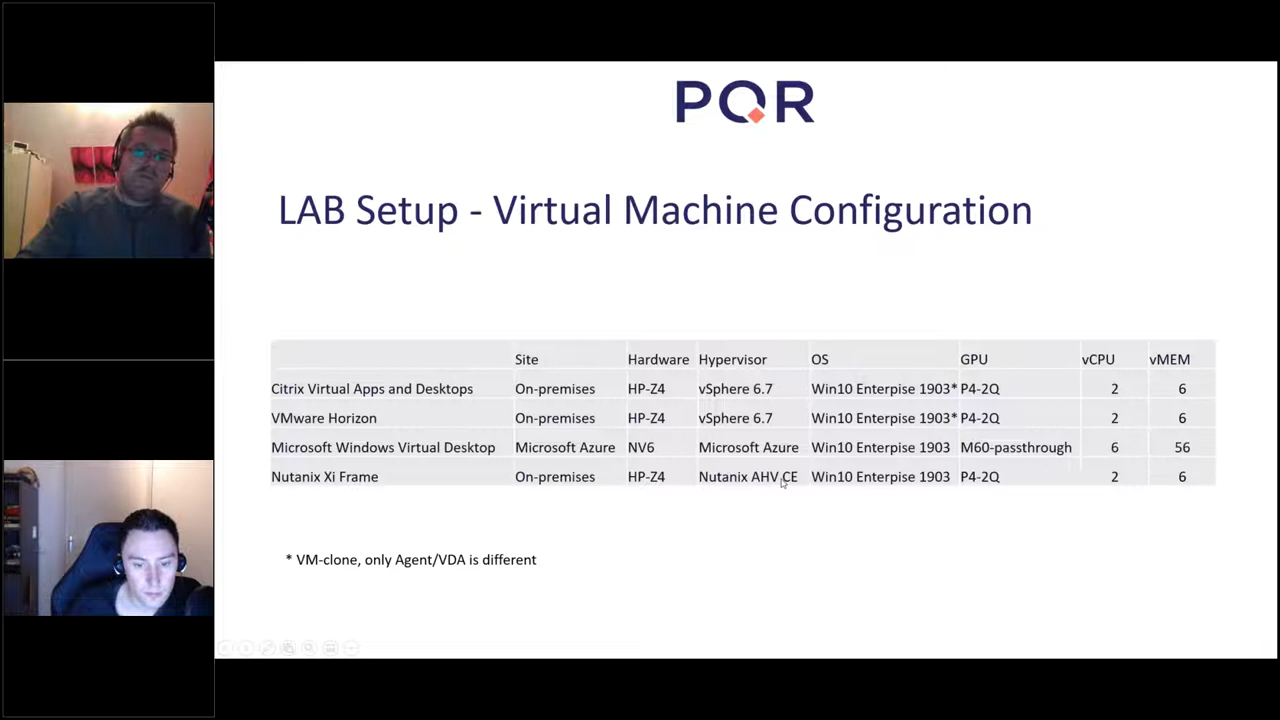 PQR
LAB Setup - Virtual Machine Configuration
Site Hardware Hypervisor OS GPU vCPU vMEM
Citrix Virtual Apps and Desktops On-premises HP-Z4 vSphere 6.7 Win10 Enterpise 1903* P4-2Q 2 6
VMware Horizon On-premises HP-Z4 vSphere 6.7 Win10 Enterpise 1903* P4-2Q 2 6
Microsoft Windows Virtual Desktop Microsoft Azure NV6 Microsoft Azure Win10 Enterpise 1903 M60-passthrough 6 56
Nutanix Xi Frame On-premises HP-Z4 Nutanix AHV CE Win10 Enterpise 1903 P4-2Q 2 6
* VM-clone, only Agent/VDA is different